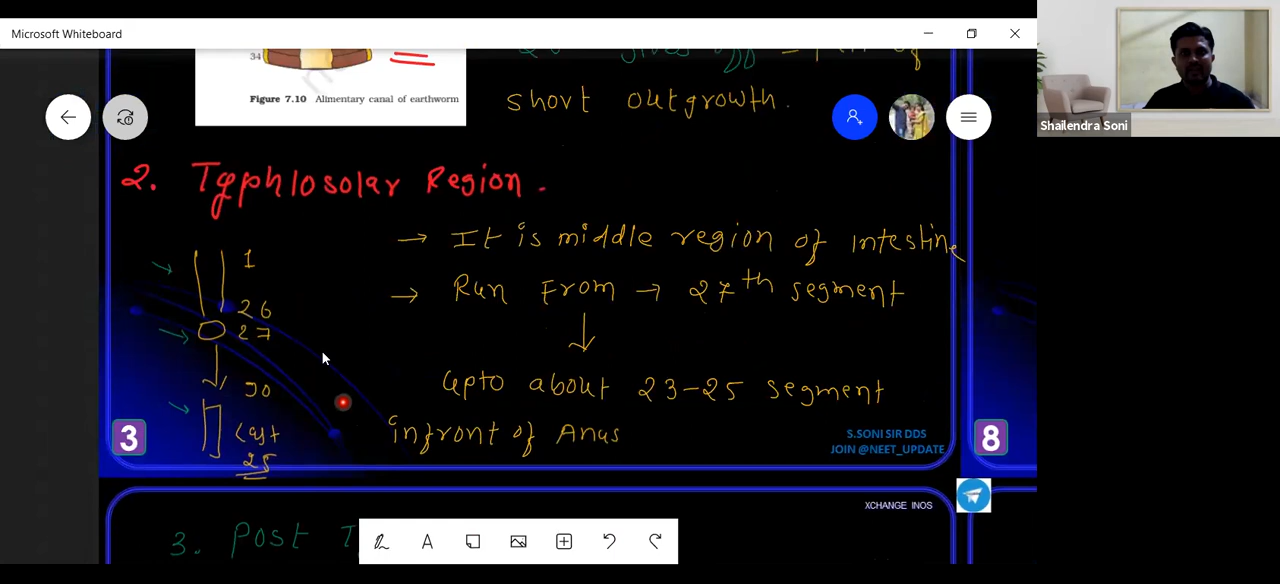 Microsoft Whiteboard
34
Figure 7.10 Alimentary canal of earthworm
short outgrowth.
Shailendra Soni
2. Typhlosolar Region.
→ It is middle region of Intestine
→ Run From → 27th segment
↓
Upto about 23-25 segment
infront of Anus
1
26
27
Last
25
3
S.SONI SIR DDS
JOIN @NEET_UPDATE
8
XCHANGE INOS
3. Post T
A